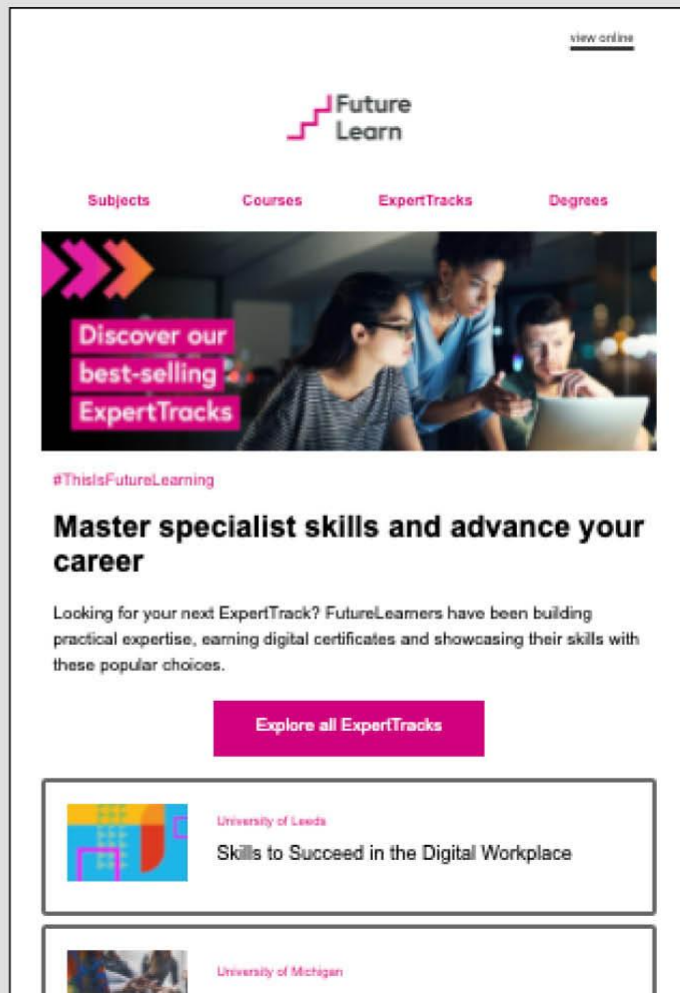 view online
Future
Learn
Subjects Courses ExpertTracks Degrees
Discover our
best-selling
ExpertTracks
#ThisIsFutureLearning
Master specialist skills and advance your
career
Looking for your next ExpertTrack? FutureLearners have been building
practical expertise, earning digital certificates and showcasing their skills with
these popular choices.
Explore all ExpertTracks
University of Leeds
Skills to Succeed in the Digital Workplace
University of Michigan